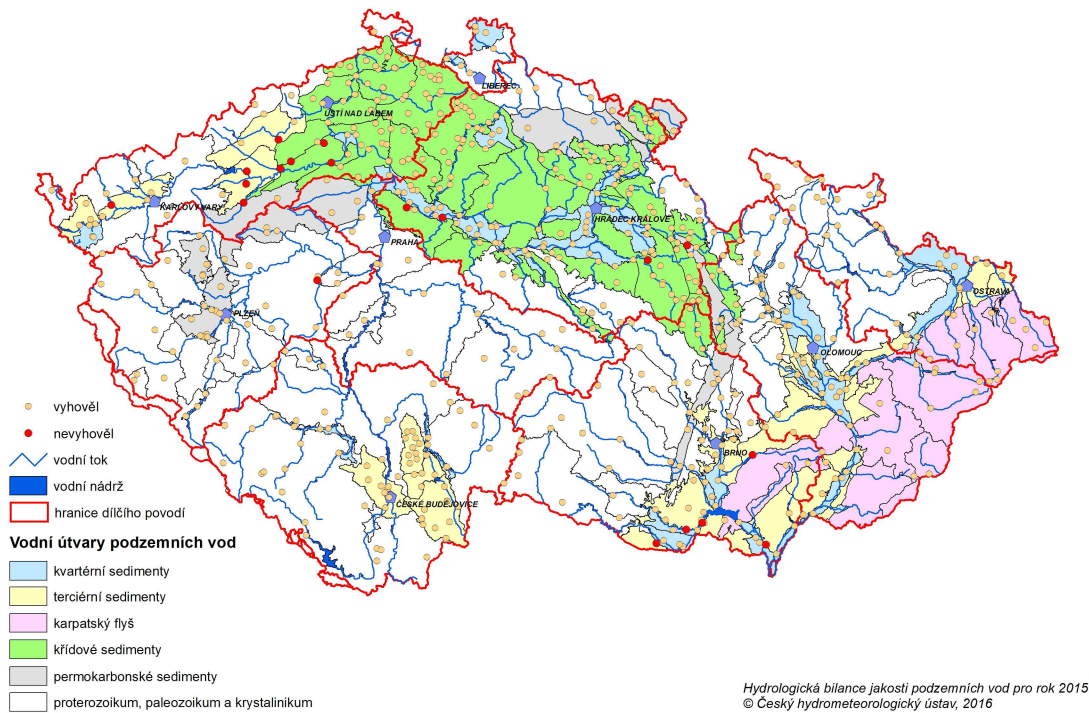 LIBEREC
ÚSTÍ NAD LABEM
KARLOVY VARY
HRADEC KRÁLOVÉ
PRAHA
OSTRAVA
PLZEŇ
OLOMOUC
BRNO
ČESKÉ BUDĚJOVICE
vyhověl
nevyhověl
vodní tok
vodní nádrž
hranice dílčího povodí
Vodní útvary podzemních vod
kvartérní sedimenty
terciérní sedimenty
karpatský flyš
křídové sedimenty
permokarbonské sedimenty
proterozoikum, paleozoikum a krystalinikum
Hydrologická bilance jakosti podzemních vod pro rok 2015
© Český hydrometeorologický ústav, 2016